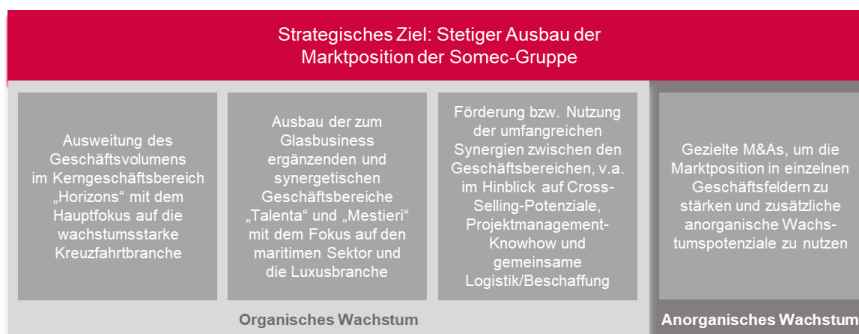 Strategisches Ziel: Stetiger Ausbau der
Marktposition der Somec-Gruppe
Ausweitung des
Geschäftsvolumens
im Kerngeschäftsbereich
„Horizons“ mit dem
Hauptfokus auf die
wachstumsstarke
Kreuzfahrtbranche
Ausbau der zum
Glasbusiness
ergänzenden und
synergetischen
Geschäftsbereiche
„Talenta“ und „Mestieri“
mit dem Fokus auf den
maritimen Sektor und
die Luxusbranche
Förderung bzw. Nutzung
der umfangreichen
Synergien zwischen den
Geschäftsbereichen, v.a.
im Hinblick auf Cross-
Selling-Potenziale,
Projektmanagement-
Knowhow und
gemeinsame
Logistik/Beschaffung
Gezielte M&As, um die
Marktposition in einzelnen
Geschäftsfeldern zu
stärken und zusätzliche
anorganische Wachs-
tumspotenziale zu nutzen
Organisches Wachstum
Anorganisches Wachstum